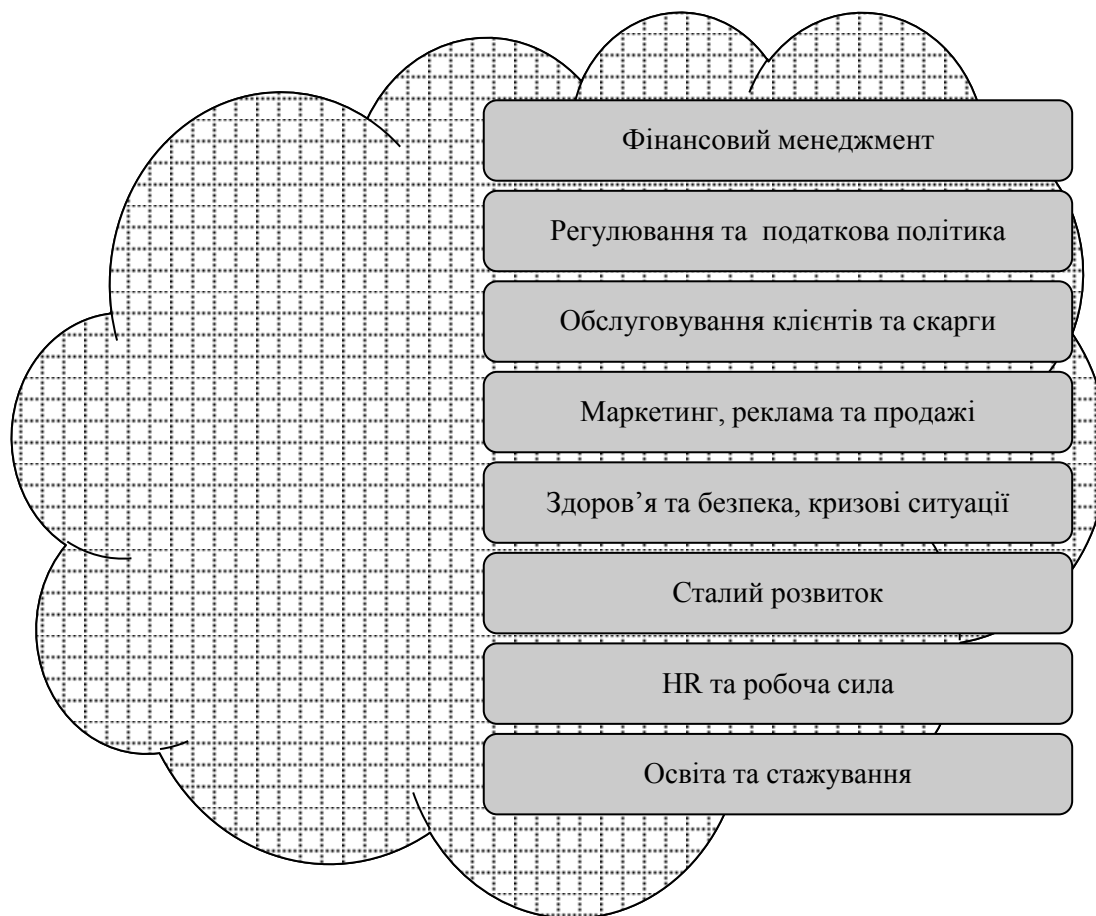 Фінансовий менеджмент
Регулювання та податкова політика
Обслуговування клієнтів та скарги
Маркетинг, реклама та продажі
Здоров’я та безпека, кризові ситуації
Сталий розвиток
HR та робоча сила
Освіта та стажування